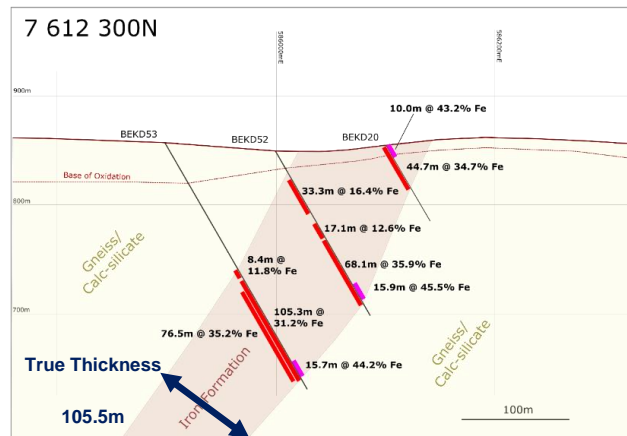 7 612 300N
586000mE
586200mE
900m
800m
700m
BEKD53
BEKD52
BEKD20
10.0m @ 43.2% Fe
44.7m @ 34.7% Fe
Base of Oxidation
33.3m @ 16.4% Fe
17.1m @ 12.6% Fe
68.1m @ 35.9% Fe
15.9m @ 45.5% Fe
8.4m @
11.8% Fe
105.3m @
31.2% Fe
76.5m @ 35.2% Fe
15.7m @ 44.2% Fe
Gneiss/
Calc-silicate
Gneiss/
Calc-silicate
Iron Formation
True Thickness
105.5m
100m